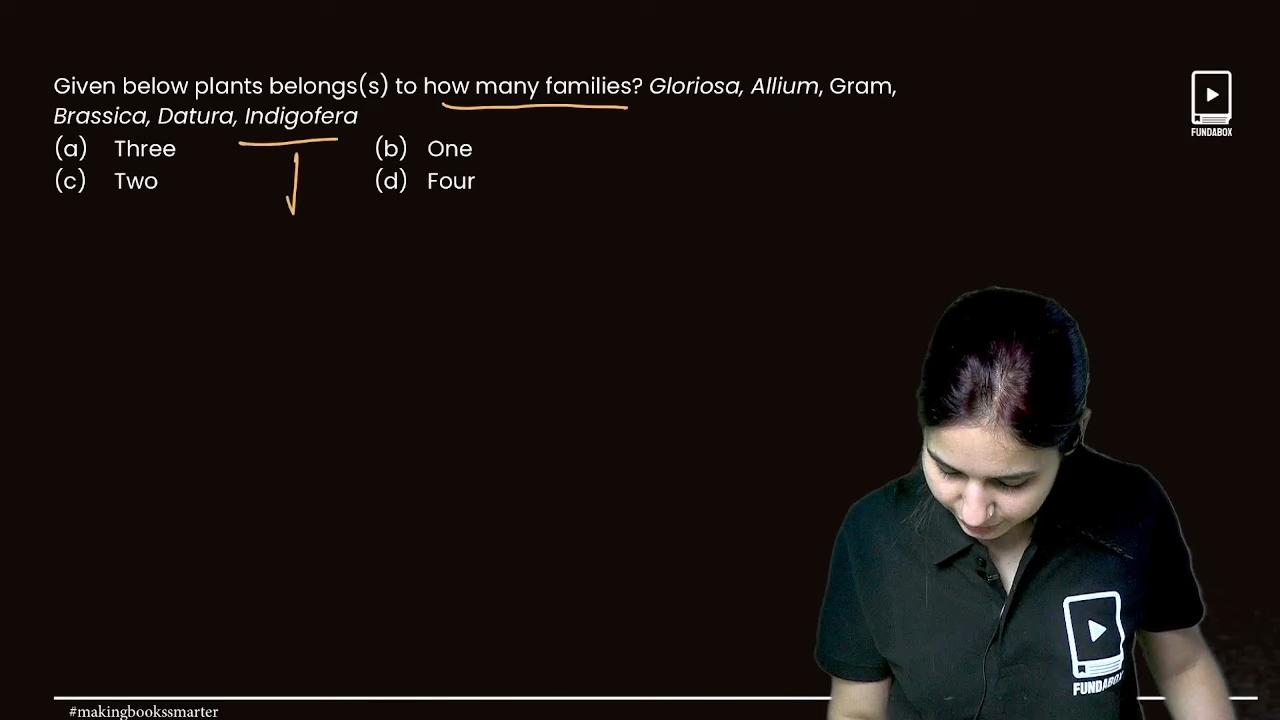 Given below plants belongs(s) to how many families? Gloriosa, Allium, Gram,
Brassica, Datura, Indigofera
(a) Three (b) One
(c) Two (d) Four
FUNDABOX
FUNDABOX
#makingbookssmarter